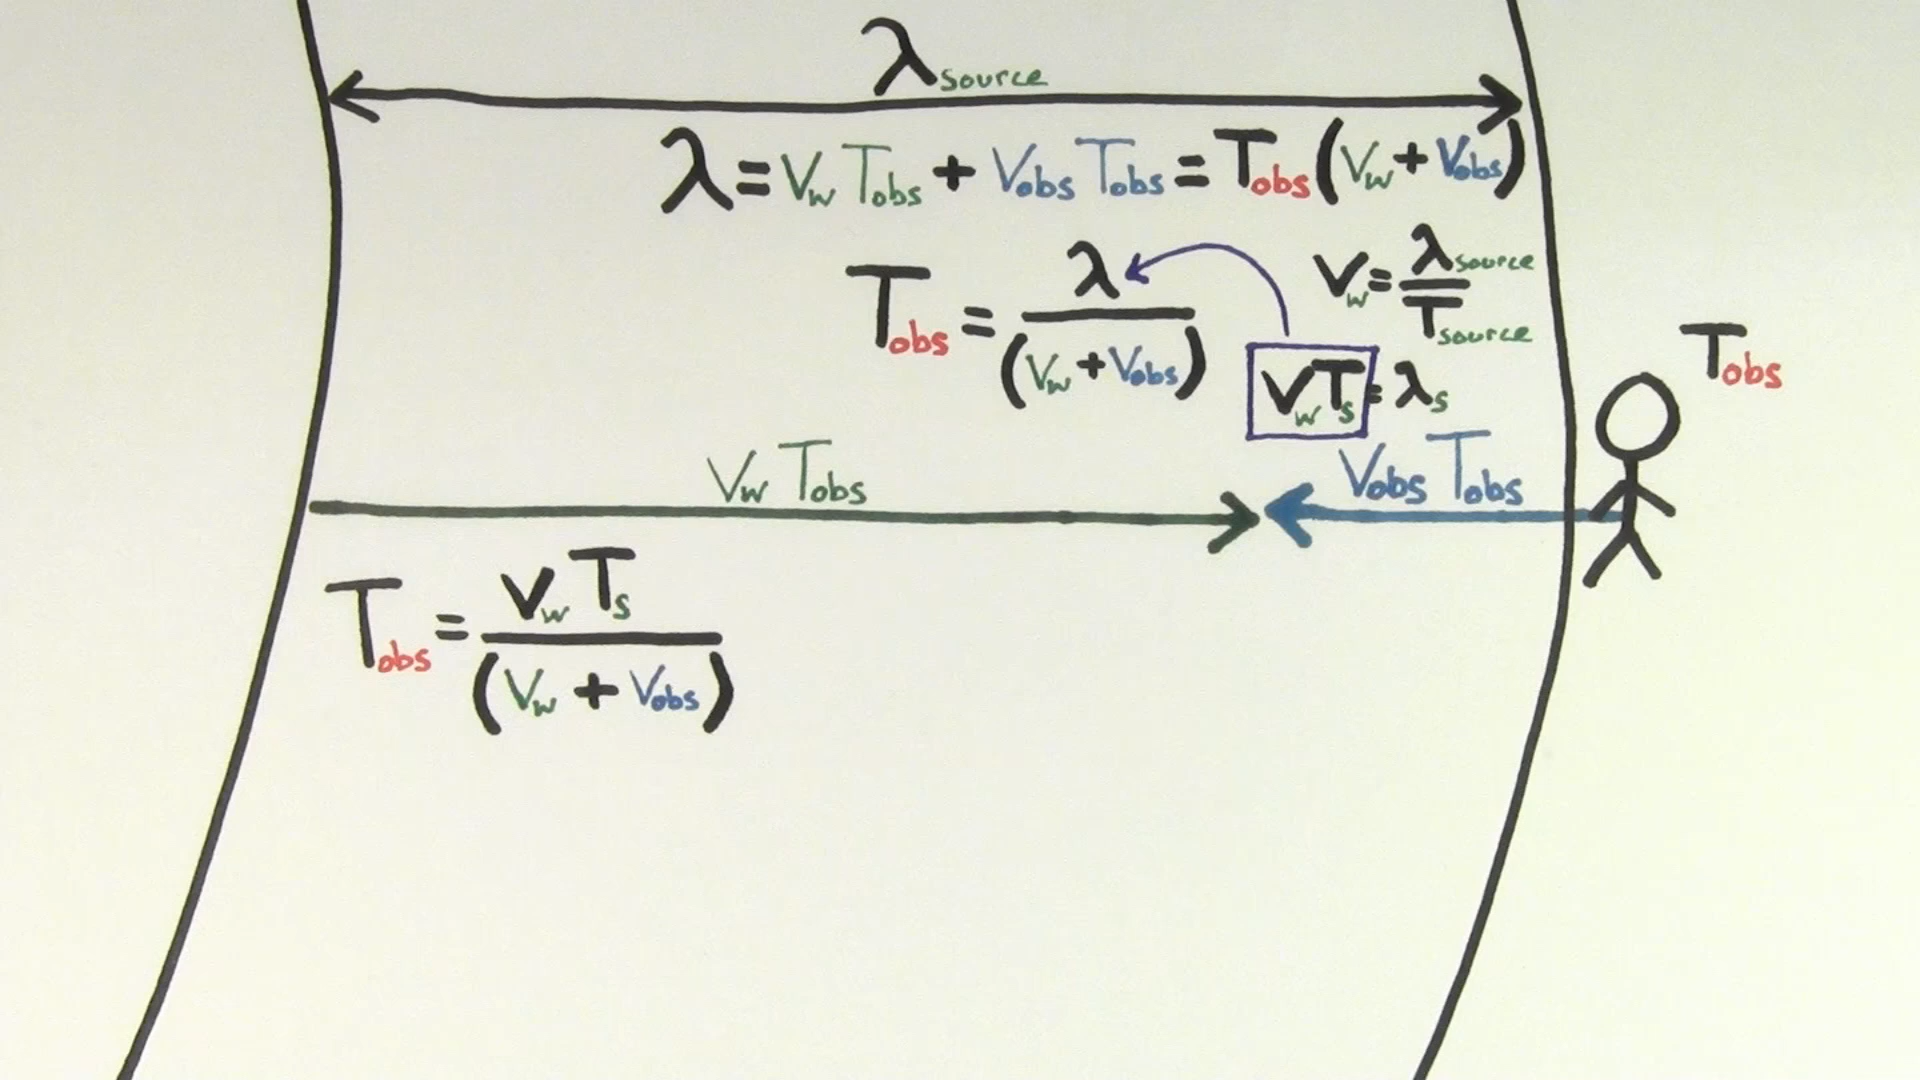 λsource
λ = Vw Tobs + Vobs Tobs = Tobs (Vw + Vobs)
Tobs = λ / (Vw + Vobs)
Vw = λsource / Tsource
VwTs = λs
Tobs
Vw Tobs
Vobs Tobs
Tobs = VwTs / (Vw + Vobs)